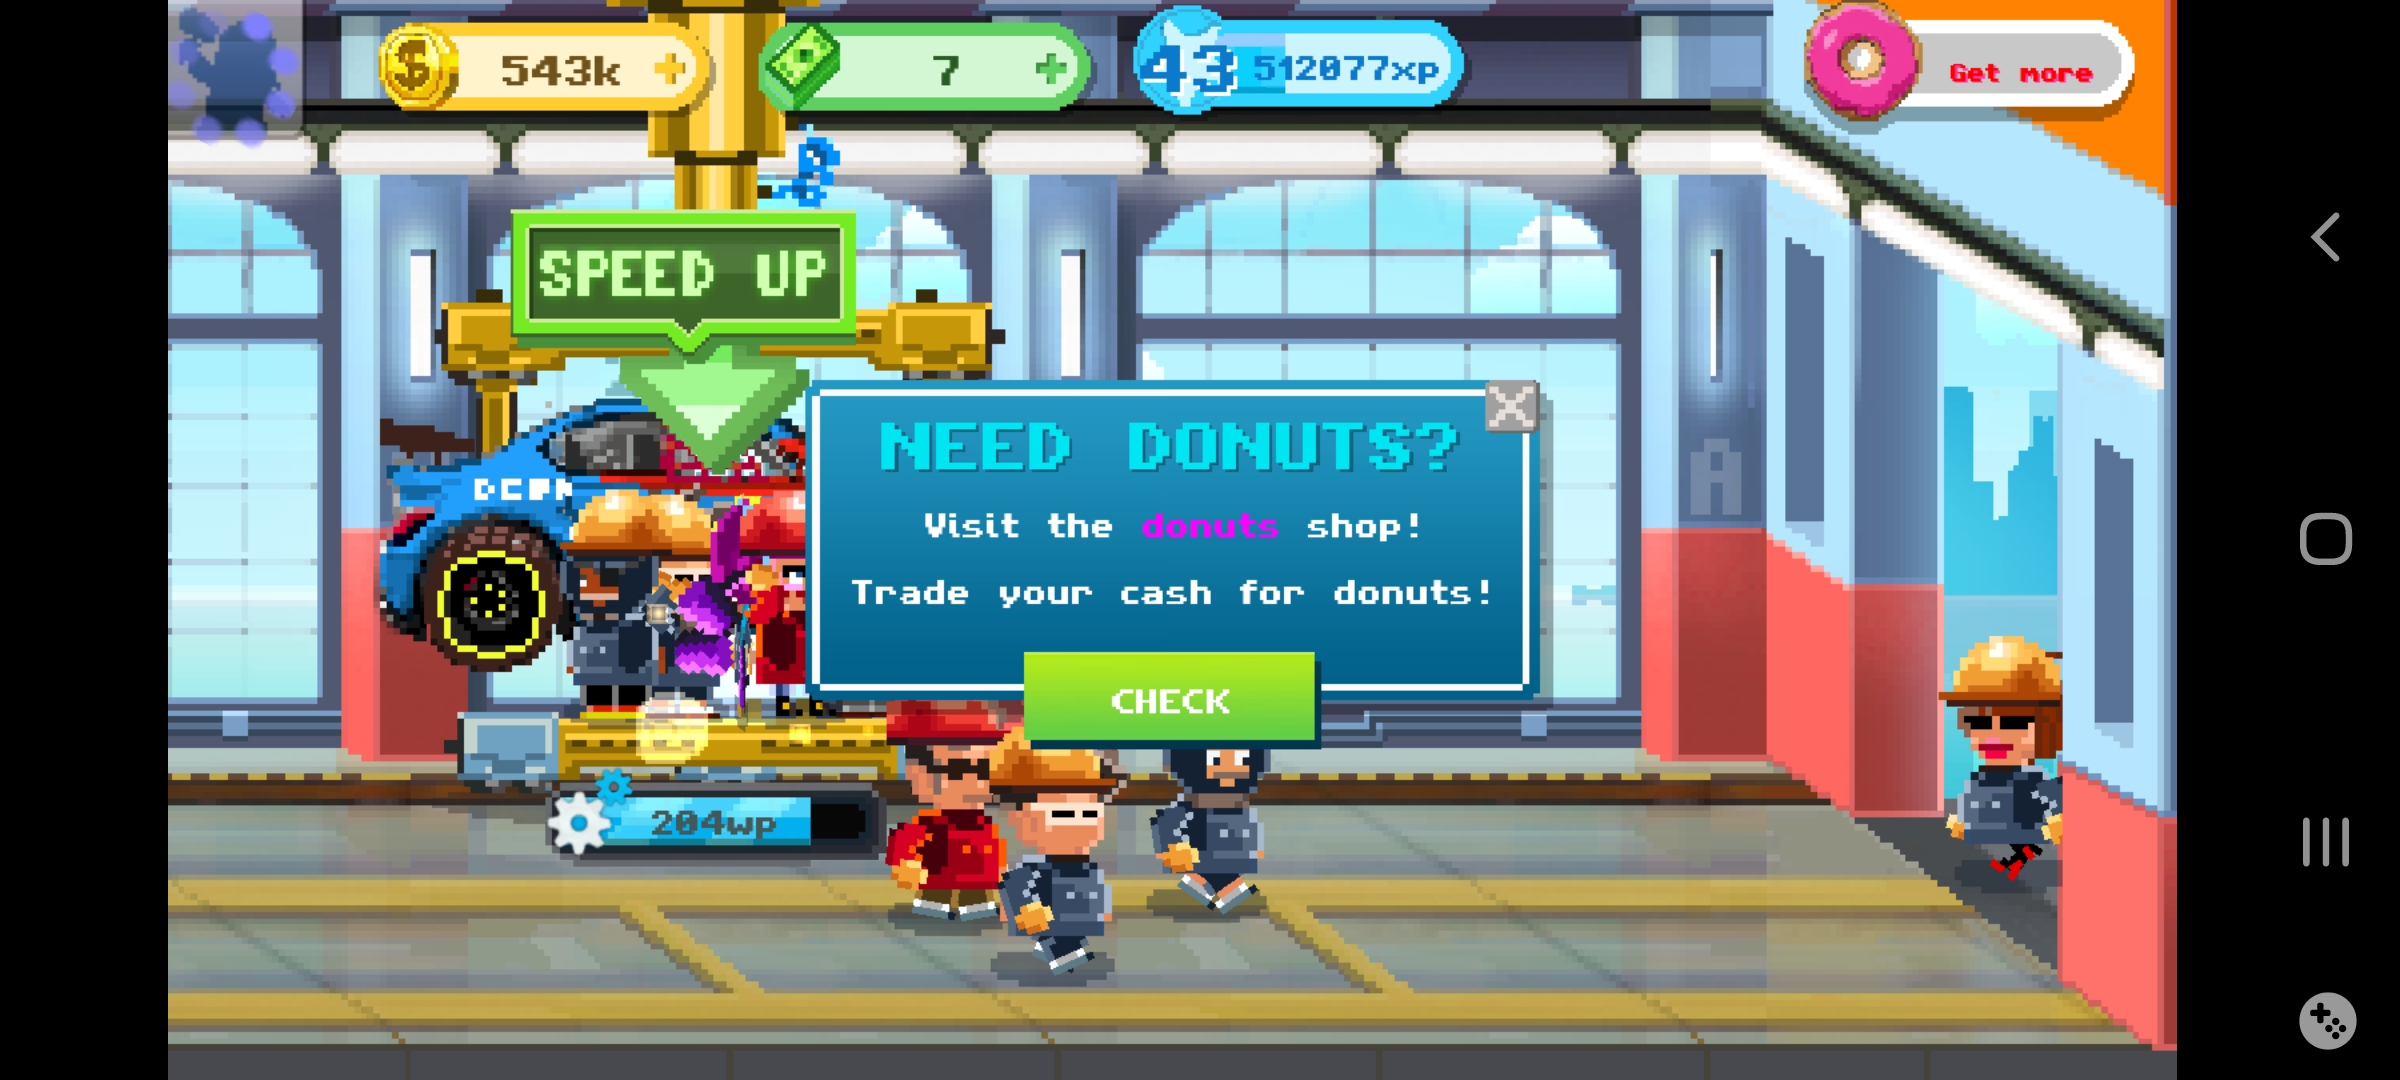 543k
7
43 512077xp
Get more
SPEED UP
NEED DONUTS?
Visit the donuts shop!
Trade your cash for donuts!
CHECK
A
204wp